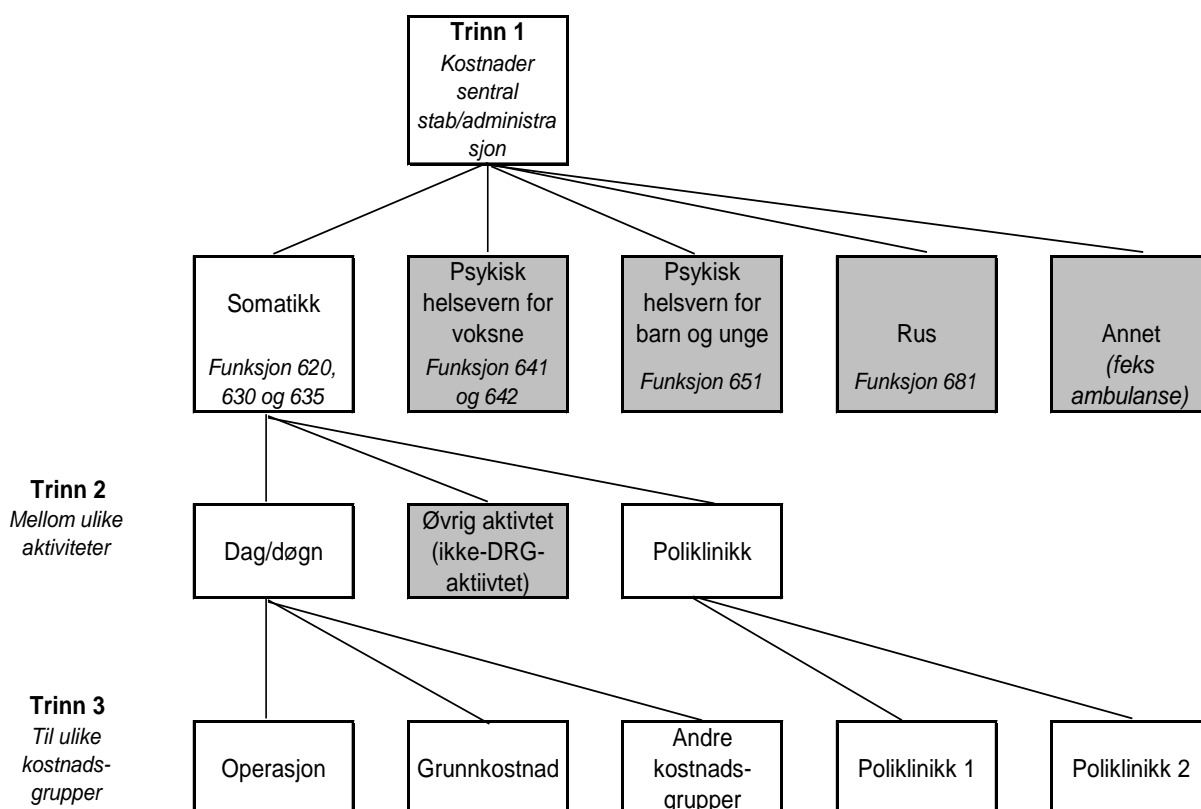 Trinn 1
Kostnader
sentral
stab/administra
sjon
Somatikk
Funksjon 620,
630 og 635
Psykisk
helsevern for
voksne
Funksjon 641
og 642
Psykisk
helsvern for
barn og unge
Funksjon 651
Rus
Funksjon 681
Annet
(feks
ambulanse)
Trinn 2
Mellom ulike
aktiviteter
Dag/døgn
Øvrig aktivtet
(ikke-DRG-
aktiivtet)
Poliklinikk
Trinn 3
Til ulike
kostnads-
grupper
Operasjon
Grunnkostnad
Andre
kostnads-
grupper
Poliklinikk 1
Poliklinikk 2